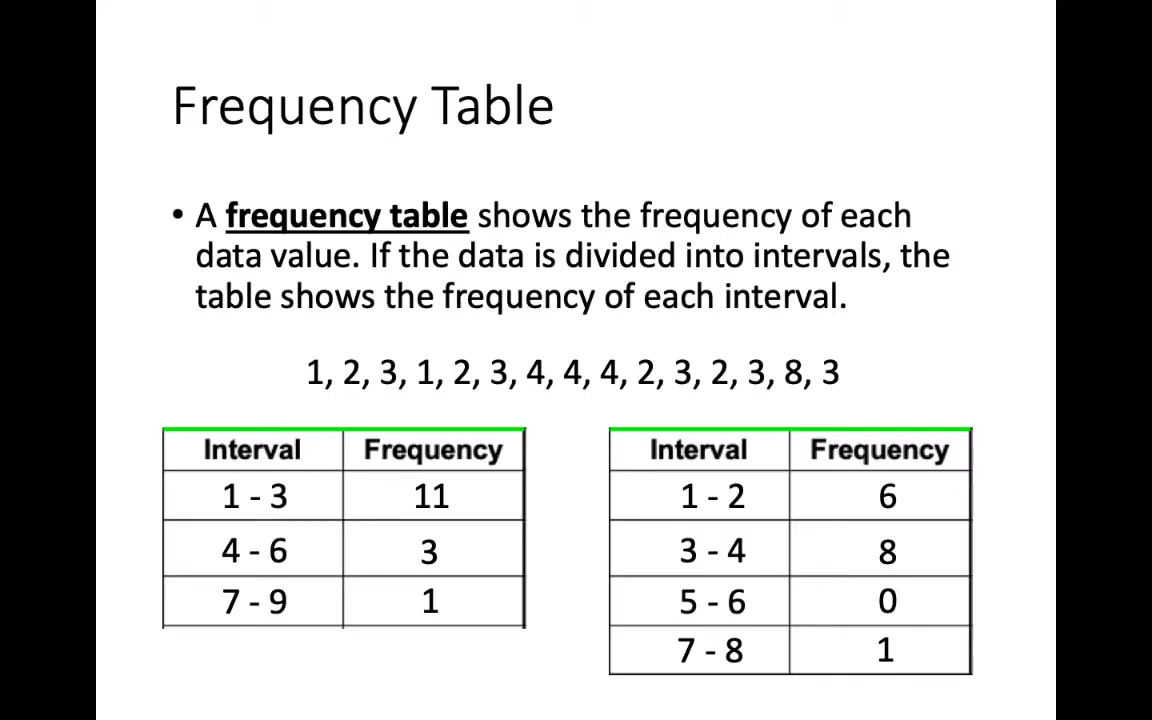 Frequency Table
• A frequency table shows the frequency of each
data value. If the data is divided into intervals, the
table shows the frequency of each interval.
1, 2, 3, 1, 2, 3, 4, 4, 4, 2, 3, 2, 3, 8, 3
Interval Frequency
1 - 3 11
4 - 6 3
7 - 9 1
Interval Frequency
1 - 2 6
3 - 4 8
5 - 6 0
7 - 8 1